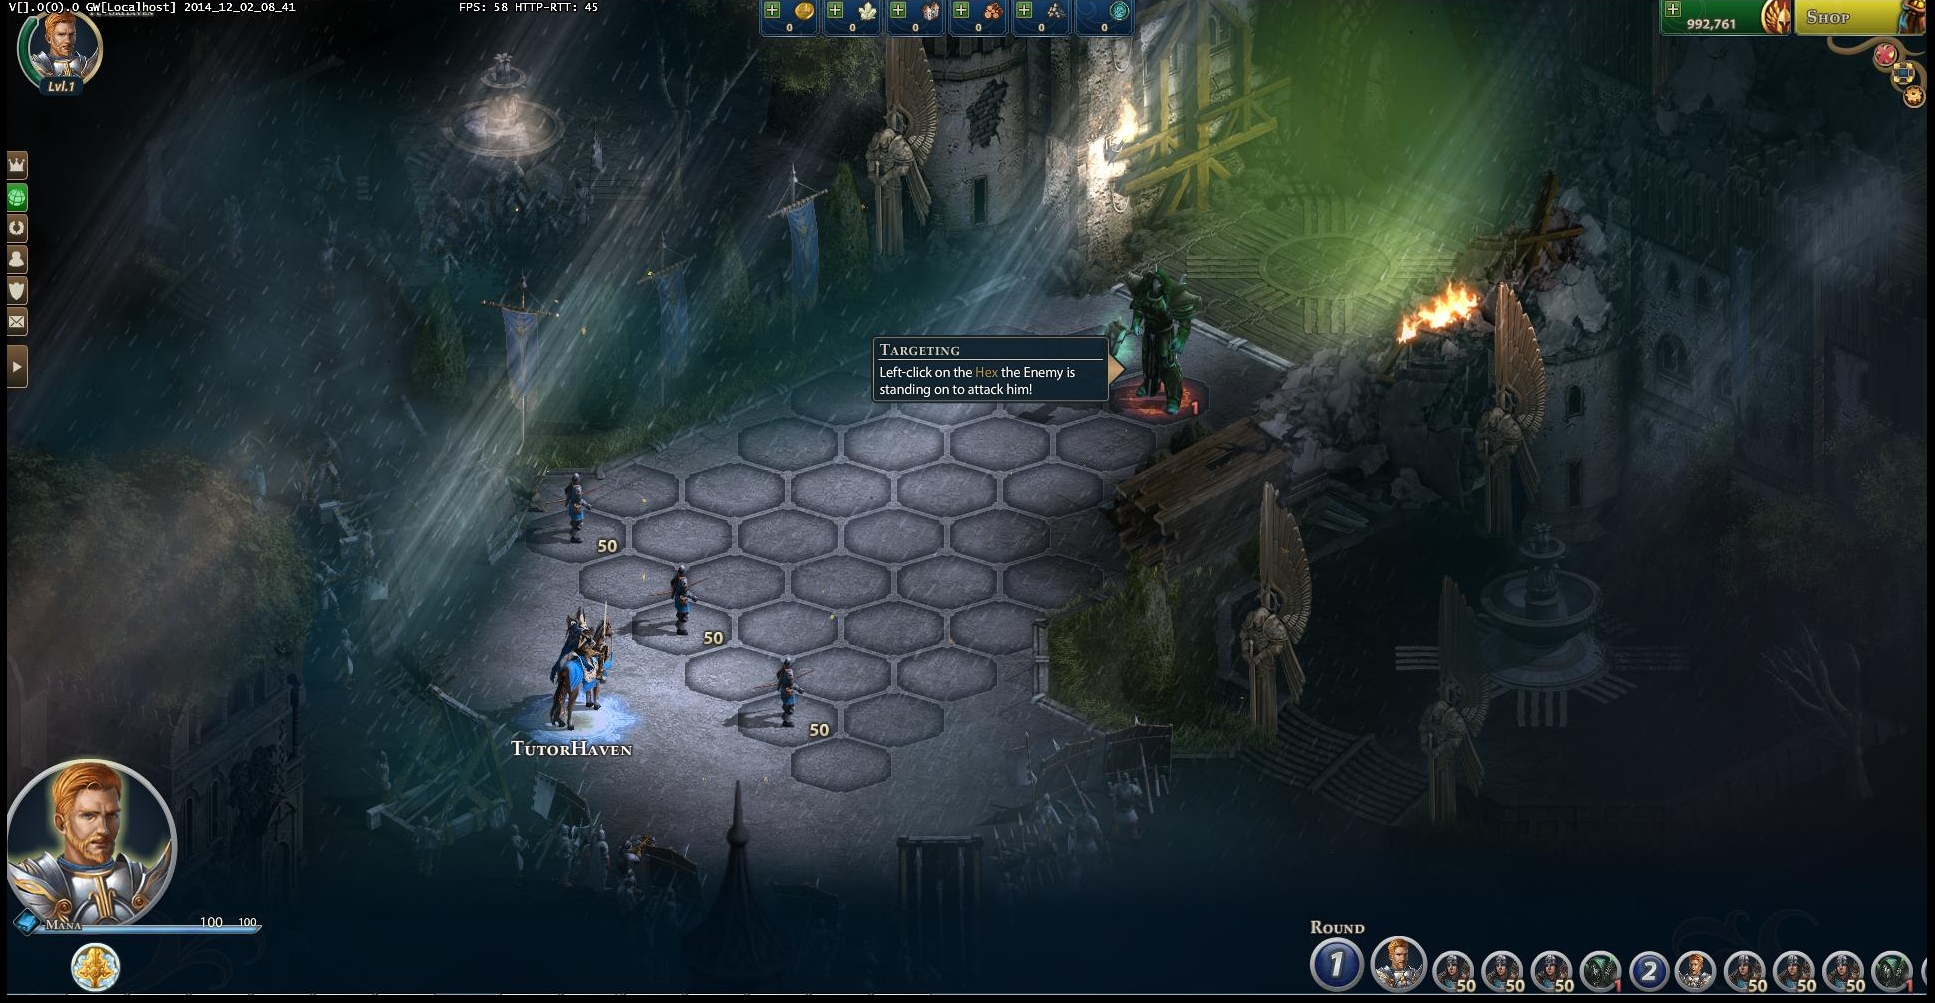 V[].0(0).0 GW[Localhost] 2014_12_02_08_41
FPS: 58 HTTP-RTT: 45
0 0 0 0 0 0
992,761
Shop
Lvl.1
Targeting
Left-click on the Hex the Enemy is
standing on to attack him!
1
50
50
50
TutorHaven
Mana 100 100
Round
1 50 50 50 1 2 50 50 50 1